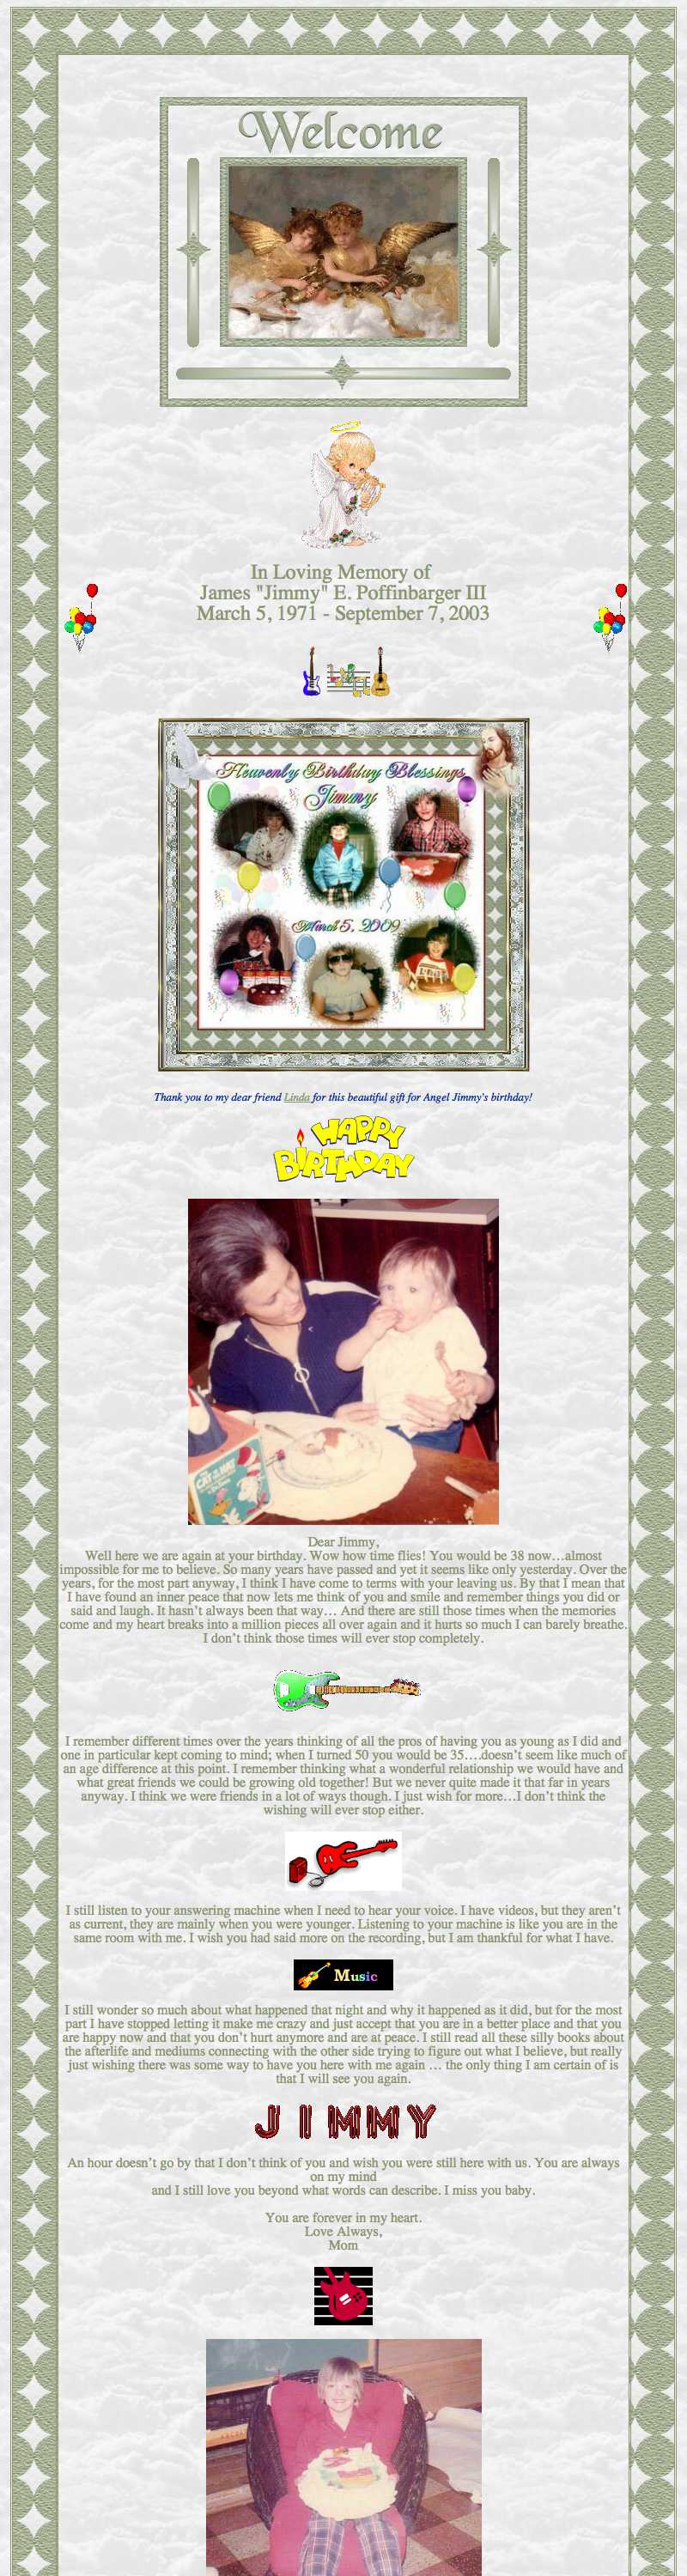 Welcome
In Loving Memory of
James "Jimmy" E. Poffinbarger III
March 5, 1971 - September 7, 2003
Heavenly Birthday Blessings
Jimmy
March 5, 2009
Thank you to my dear friend Linda for this beautiful gift for Angel Jimmy's birthday!
HAPPY
BIRTHDAY
CAT IN THE HAT
Dear Jimmy,
Well here we are again at your birthday. Wow how time flies! You would be 38 now…almost
impossible for me to believe. So many years have passed and yet it seems like only yesterday. Over the
years, for the most part anyway, I think I have come to terms with your leaving us. By that I mean that
I have found an inner peace that now lets me think of you and smile and remember things you did or
said and laugh. It hasn’t always been that way… And there are still those times when the memories
come and my heart breaks into a million pieces all over again and it hurts so much I can barely breathe.
I don’t think those times will ever stop completely.
I remember different times over the years thinking of all the pros of having you as young as I did and
one in particular kept coming to mind; when I turned 50 you would be 35….doesn’t seem like much of
an age difference at this point. I remember thinking what a wonderful relationship we would have and
what great friends we could be growing old together! But we never quite made it that far in years
anyway. I think we were friends in a lot of ways though. I just wish for more…I don’t think the
wishing will ever stop either.
I still listen to your answering machine when I need to hear your voice. I have videos, but they aren’t
as current, they are mainly when you were younger. Listening to your machine is like you are in the
same room with me. I wish you had said more on the recording, but I am thankful for what I have.
Music
I still wonder so much about what happened that night and why it happened as it did, but for the most
part I have stopped letting it make me crazy and just accept that you are in a better place and that you
are happy now and that you don’t hurt anymore and are at peace. I still read all these silly books about
the afterlife and mediums connecting with the other side trying to figure out what I believe, but really
just wishing there was some way to have you here with me again … the only thing I am certain of is
that I will see you again.
JIMMY
An hour doesn’t go by that I don’t think of you and wish you were still here with us. You are always
on my mind
and I still love you beyond what words can describe. I miss you baby.
You are forever in my heart.
Love Always,
Mom